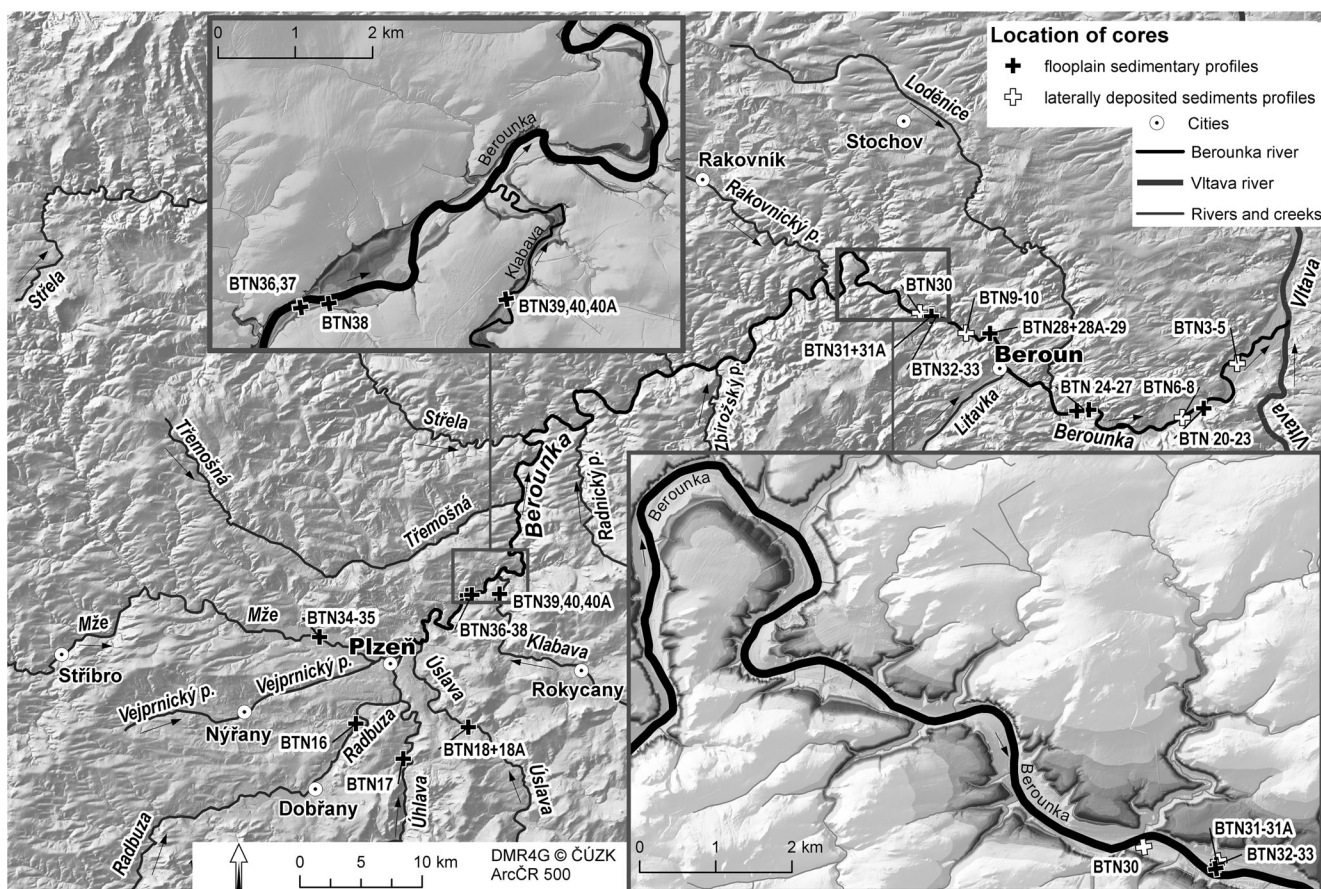 0 1 2 km
Berounka
Klabava
BTN36,37
BTN38
BTN39,40,40A
Location of cores
flooplain sedimentary profiles
laterally deposited sediments profiles
Cities
Berounka river
Vltava river
Rivers and creeks
Loděnice
Stochov
Rakovník
Rakovnický p.
Střela
BTN30
BTN9-10
BTN3-5
Vltava
BTN31+31A
BTN28+28A-29
BTN32-33
Beroun
BTN 24-27
BTN6-8
Litavka
Berounka
BTN 20-23
Vltava
Zbirožský p.
Střela
Třemošná
Berounka
Radnický p.
Třemošná
BTN39,40,40A
Mže
BTN34-35
Mže
BTN36-38
Plzeň
Klabava
Stříbro
Vejprnický p.
Úslava
Rokycany
Vejprnický p.
Nýřany
Radbuza
BTN16
BTN18+18A
BTN17
Úslava
Dobřany
Úhlava
Radbuza
0 5 10 km
DMR4G © ČÚZK
ArcČR 500
Berounka
Berounka
0 1 2 km
BTN30
BTN31-31A
BTN32-33